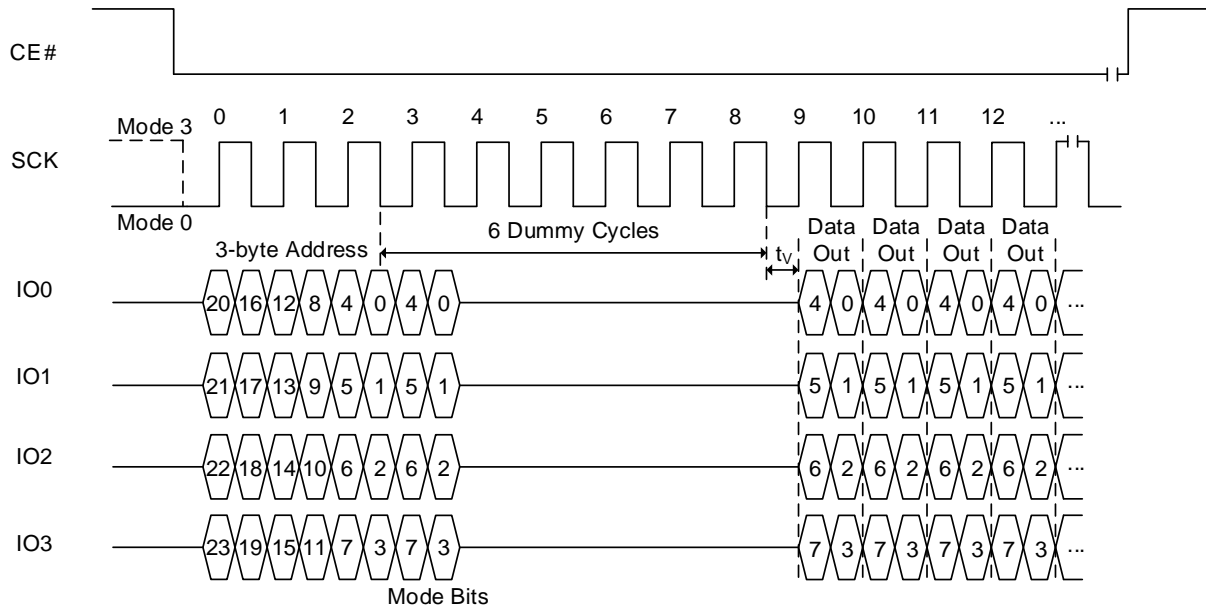 CE#
0 1 2 3 4 5 6 7 8 9 10 11 12 ...
Mode 3
SCK
Mode 0
6 Dummy Cycles
3-byte Address
tV
Data Out Data Out Data Out Data Out
IO0 20 16 12 8 4 0 4 0 4 0 4 0 4 0 4 0 ...
IO1 21 17 13 9 5 1 5 1 5 1 5 1 5 1 5 1 ...
IO2 22 18 14 10 6 2 6 2 6 2 6 2 6 2 6 2 ...
IO3 23 19 15 11 7 3 7 3 7 3 7 3 7 3 7 3 ...
Mode Bits